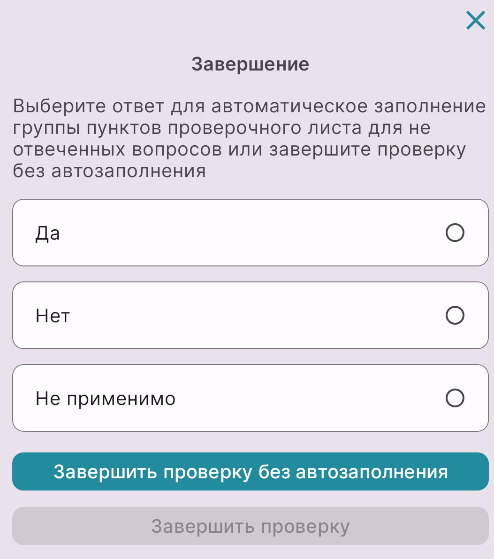 Завершение
Выберите ответ для автоматическое заполнение
группы пунктов проверочного листа для не
отвеченных вопросов или завершите проверку
без автозаполнения
Да
Нет
Не применимо
Завершить проверку без автозаполнения
Завершить проверку